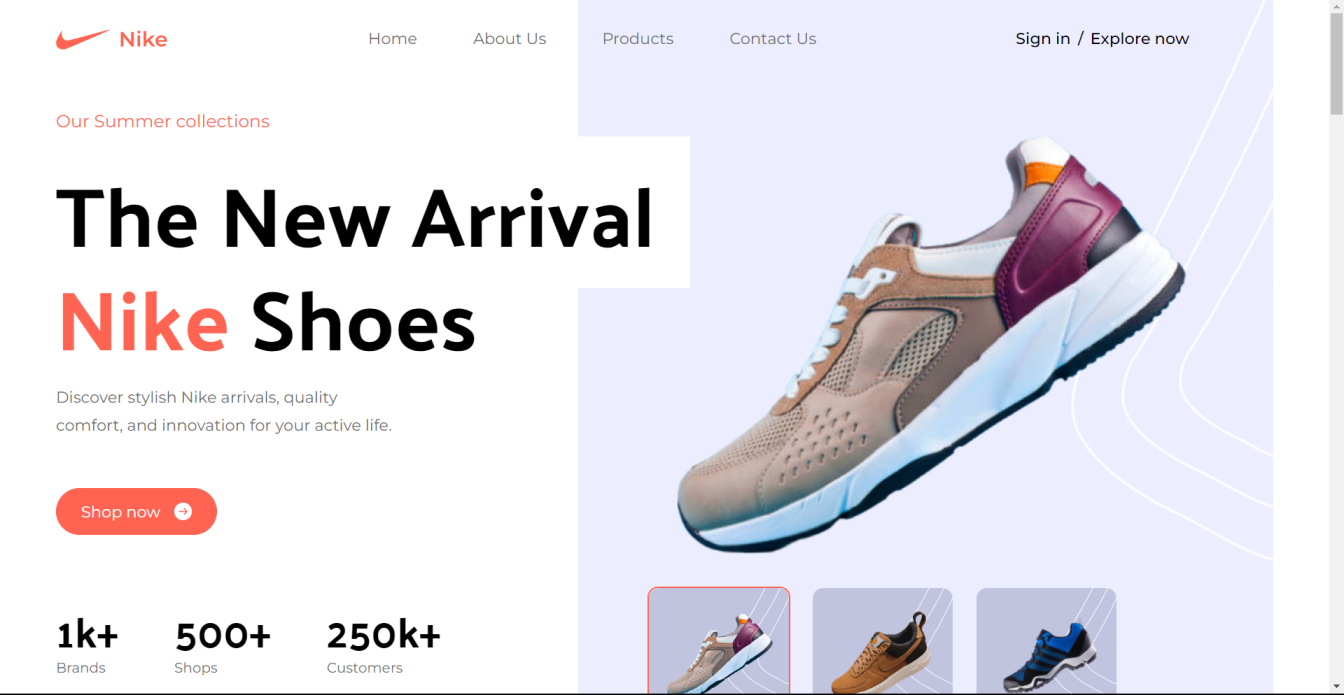 Nike
Home About Us Products Contact Us
Sign in / Explore now
Our Summer collections
The New Arrival
Nike Shoes
Discover stylish Nike arrivals, quality
comfort, and innovation for your active life.
Shop now
1k+ 500+ 250k+
Brands Shops Customers